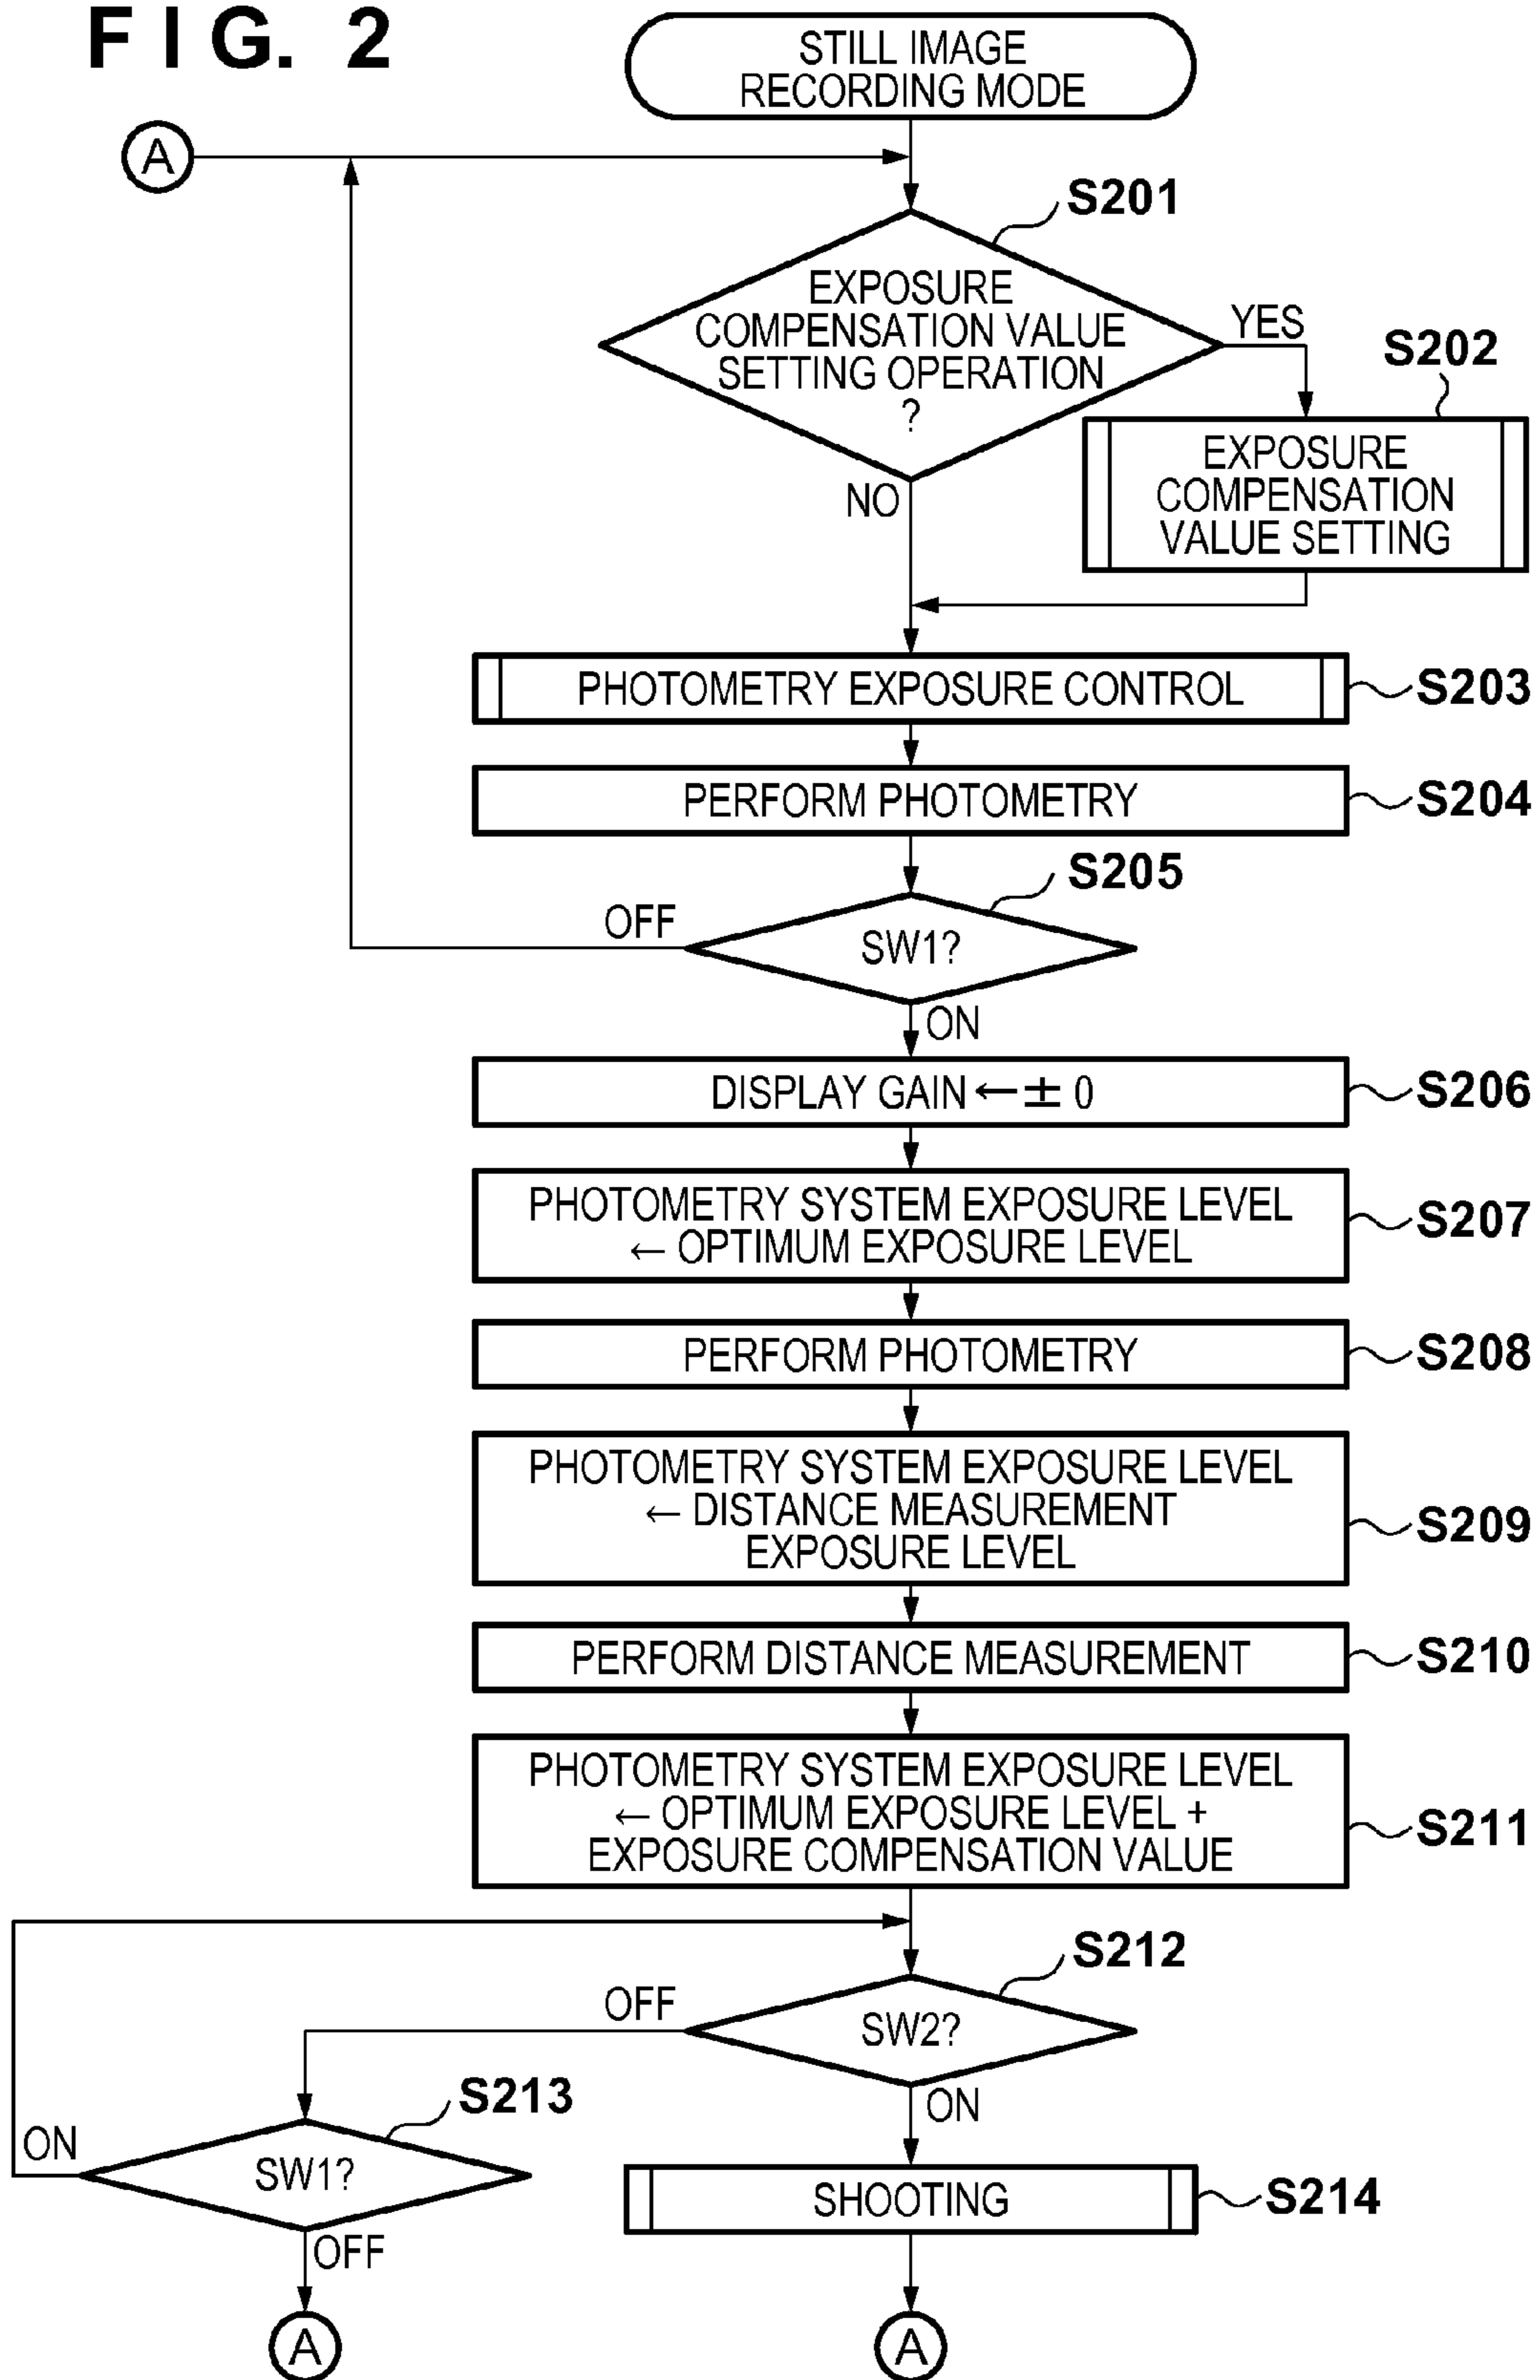 FIG. 2
STILL IMAGE
RECORDING MODE
A
S201
EXPOSURE
COMPENSATION VALUE
SETTING OPERATION
?
YES
NO
S202
EXPOSURE
COMPENSATION
VALUE SETTING
PHOTOMETRY EXPOSURE CONTROL
S203
PERFORM PHOTOMETRY
S204
S205
SW1?
OFF
ON
DISPLAY GAIN ← ± 0
S206
PHOTOMETRY SYSTEM EXPOSURE LEVEL
← OPTIMUM EXPOSURE LEVEL
S207
PERFORM PHOTOMETRY
S208
PHOTOMETRY SYSTEM EXPOSURE LEVEL
← DISTANCE MEASUREMENT
EXPOSURE LEVEL
S209
PERFORM DISTANCE MEASUREMENT
S210
PHOTOMETRY SYSTEM EXPOSURE LEVEL
← OPTIMUM EXPOSURE LEVEL +
EXPOSURE COMPENSATION VALUE
S211
S212
SW2?
OFF
ON
S213
SW1?
ON
OFF
SHOOTING
S214
A
A